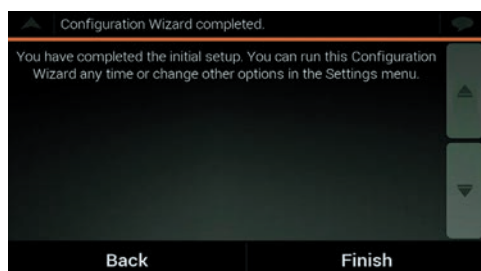 Configuration Wizard completed.
You have completed the initial setup. You can run this Configuration
Wizard any time or change other options in the Settings menu.
Back
Finish